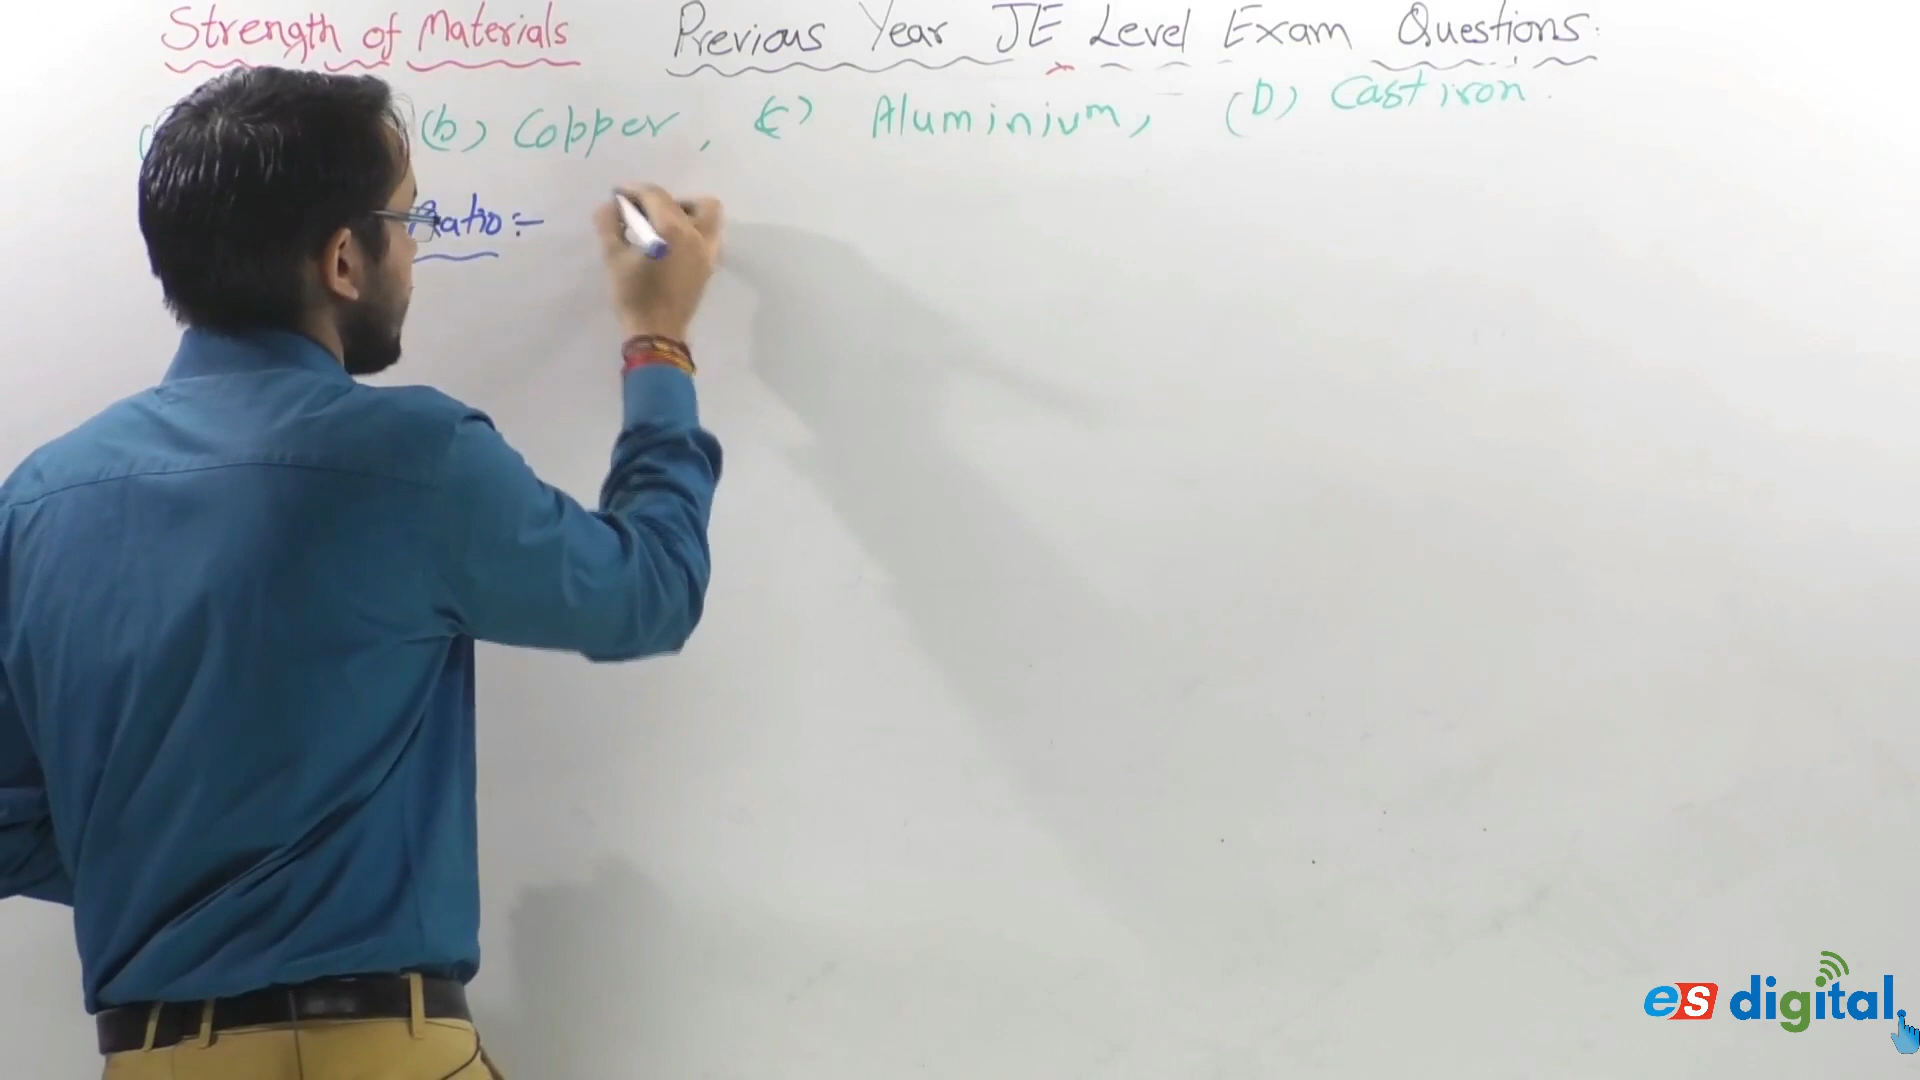 Strength of Materials Previous Year JE Level Exam Questions.
(b) Copper, (c) Aluminium, (D) Cast iron.
Ratio :-
es digital.